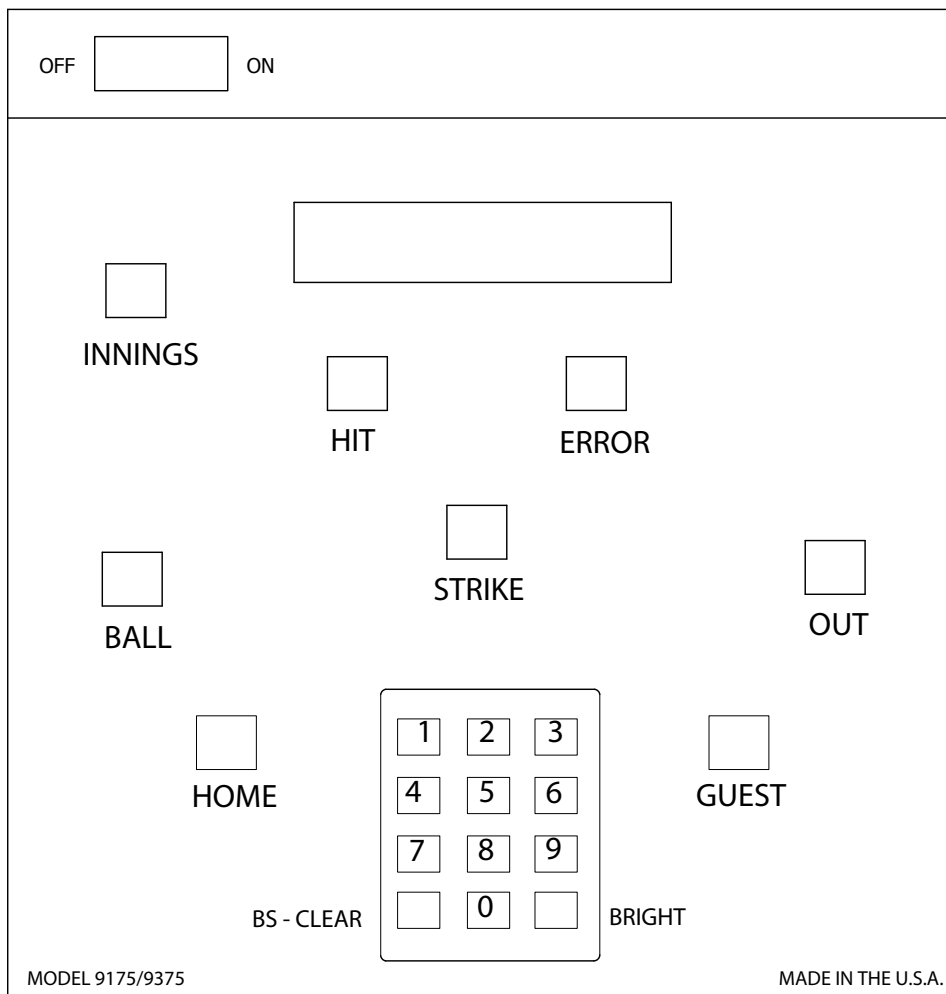 OFF ON
INNINGS
HIT ERROR
STRIKE
BALL OUT
1 2 3
4 5 6
HOME GUEST
7 8 9
0
BS - CLEAR BRIGHT
MODEL 9175/9375 MADE IN THE U.S.A.